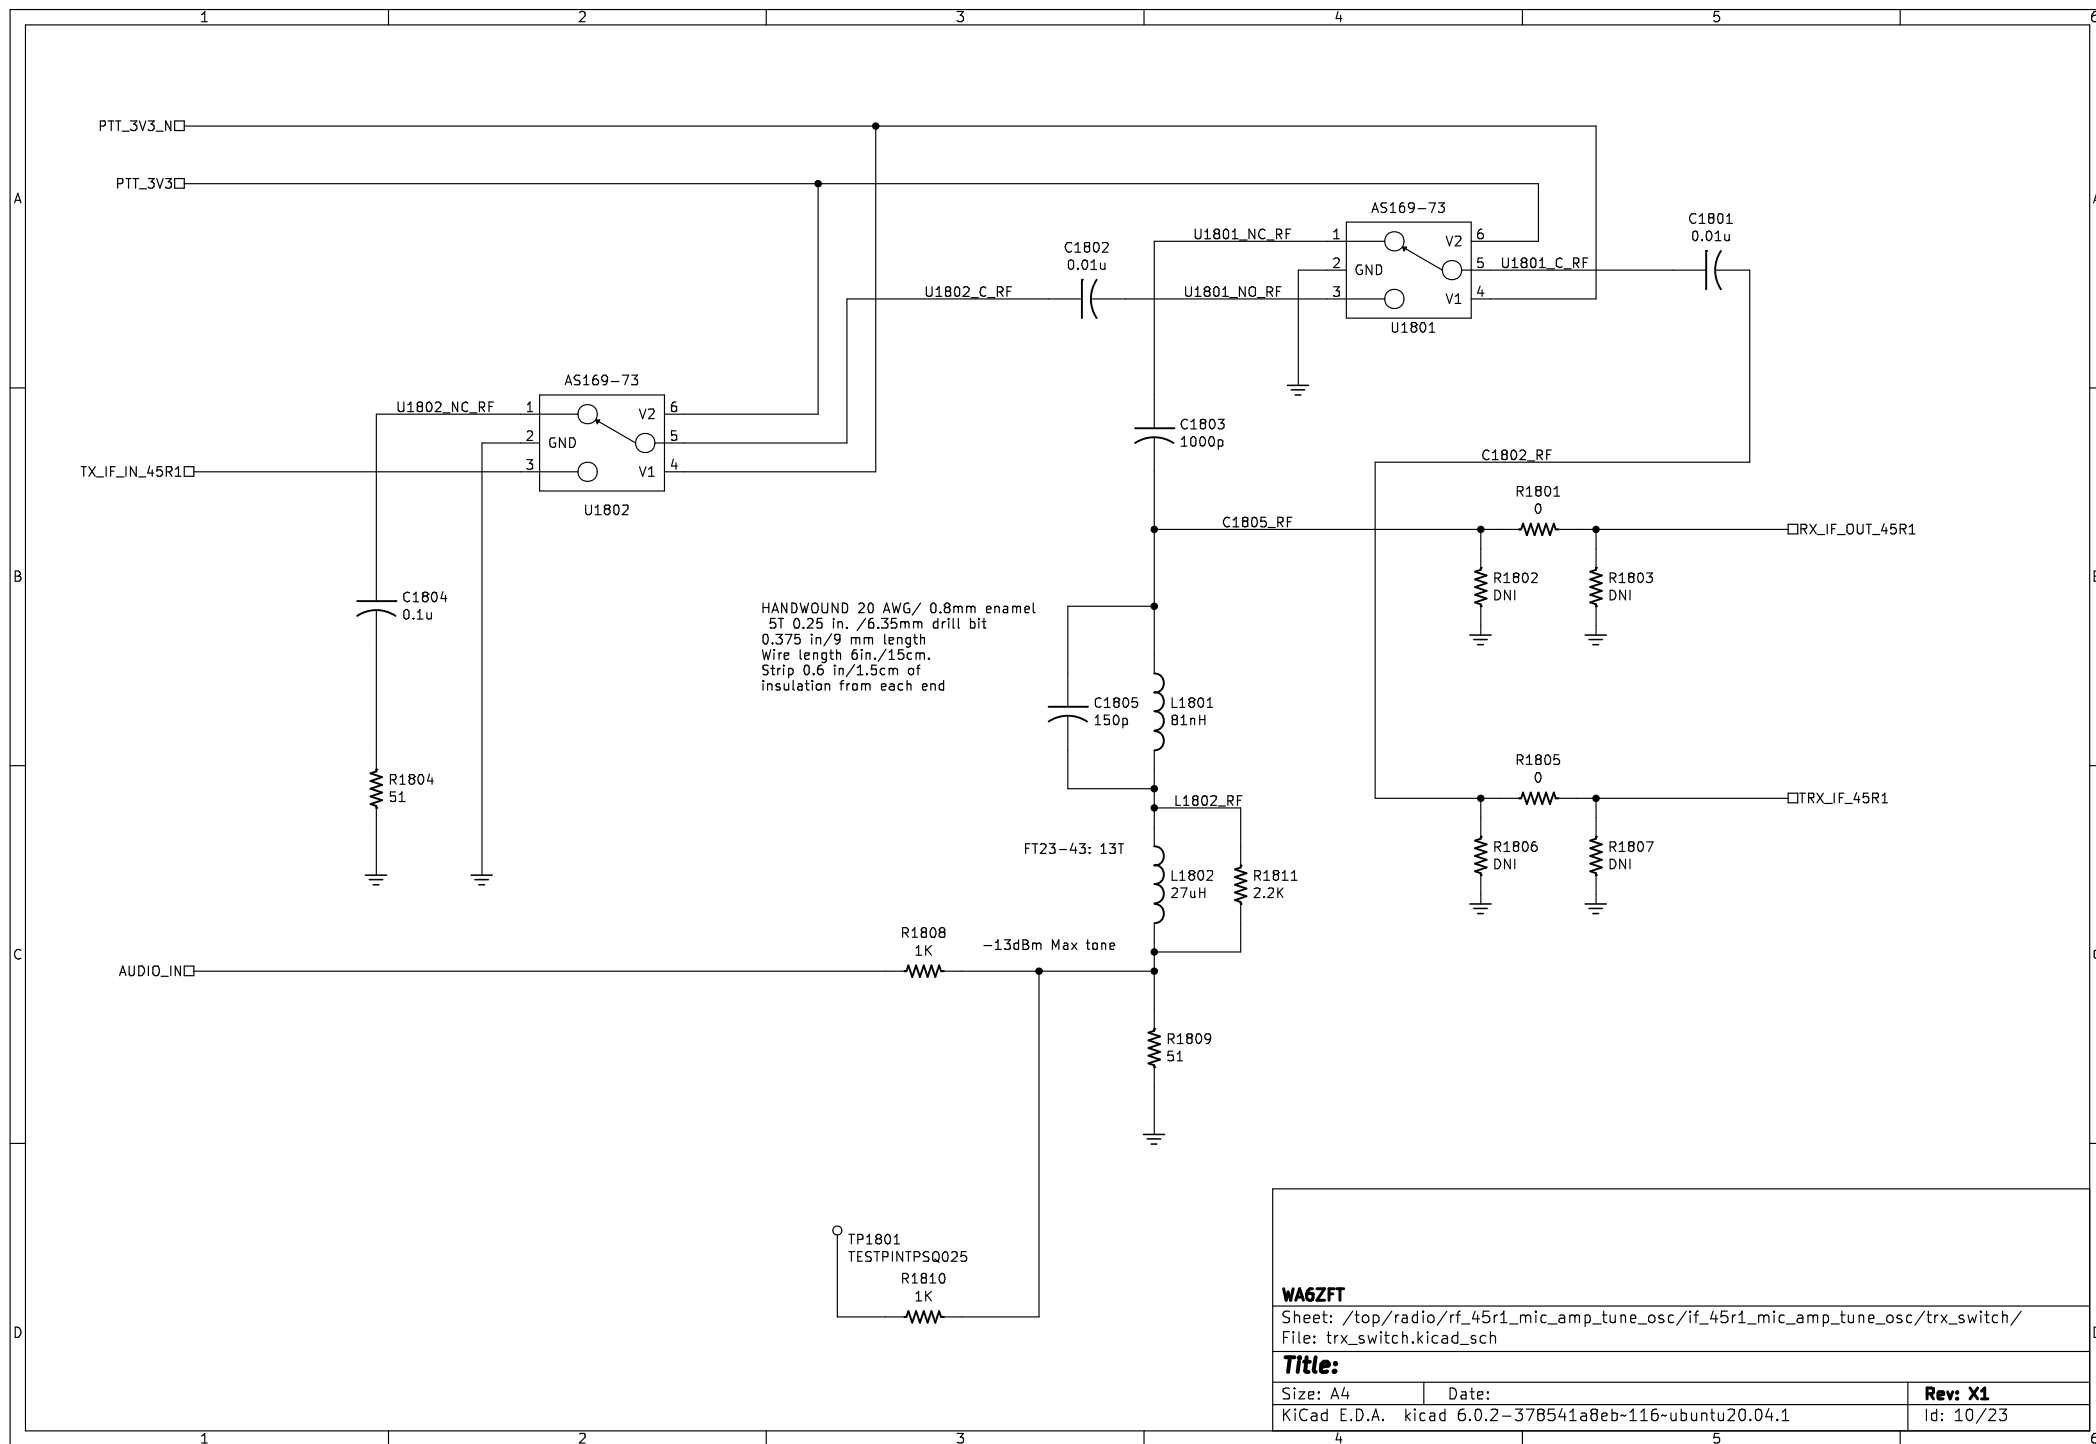 1 2 3 4 5 6
PTT_3V3_N
PTT_3V3
A
A
AS169-73
C1801
0.01u
C1802
0.01u
U1801_NC_RF
1
2
3
GND
V2
V1
6
5
4
U1801_C_RF
U1802_C_RF
U1801_NO_RF
U1801
AS169-73
U1802_NC_RF
1
2
3
GND
V2
V1
6
5
4
TX_IF_IN_45R1
U1802
C1803
1000p
C1802_RF
R1801
0
C1805_RF
RX_IF_OUT_45R1
B
R1802
DNI
R1803
DNI
C1804
0.1u
HANDWOUND 20 AWG/ 0.8mm enamel
5T 0.25 in. /6.35mm drill bit
0.375 in/9 mm length
Wire length 6in./15cm.
Strip 0.6 in/1.5cm of
insulation from each end
C1805
150p
L1801
81nH
R1804
51
R1805
0
L1802_RF
TRX_IF_45R1
FT23-43: 13T
R1806
DNI
R1807
DNI
L1802
27uH
R1811
2.2K
C
R1808
1K
-13dBm Max tone
AUDIO_IN
R1809
51
TP1801
TESTPINTPSQ025
R1810
1K
D
WA6ZFT
Sheet: /top/radio/rf_45r1_mic_amp_tune_osc/if_45r1_mic_amp_tune_osc/trx_switch/
File: trx_switch.kicad_sch
Title:
Size: A4 Date: Rev: X1
KiCad E.D.A. kicad 6.0.2-378541a8eb~116~ubuntu20.04.1 Id: 10/23
1 2 3 4 5 6